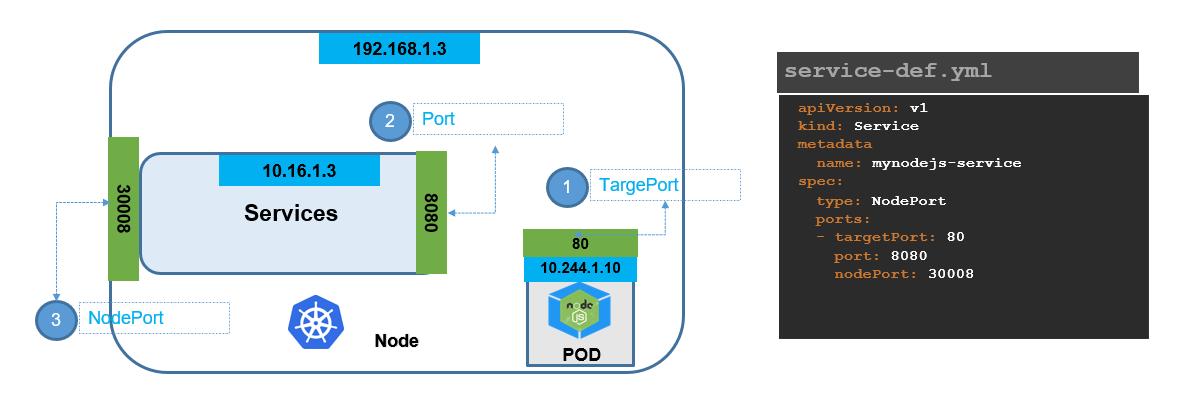 192.168.1.3
2
Port
10.16.1.3
Services
30008
8080
1
TargePort
80
10.244.1.10
node
JS
POD
3
NodePort
Node
service-def.yml
apiVersion: v1
kind: Service
metadata
name: mynodejs-service
spec:
type: NodePort
ports:
- targetPort: 80
port: 8080
nodePort: 30008